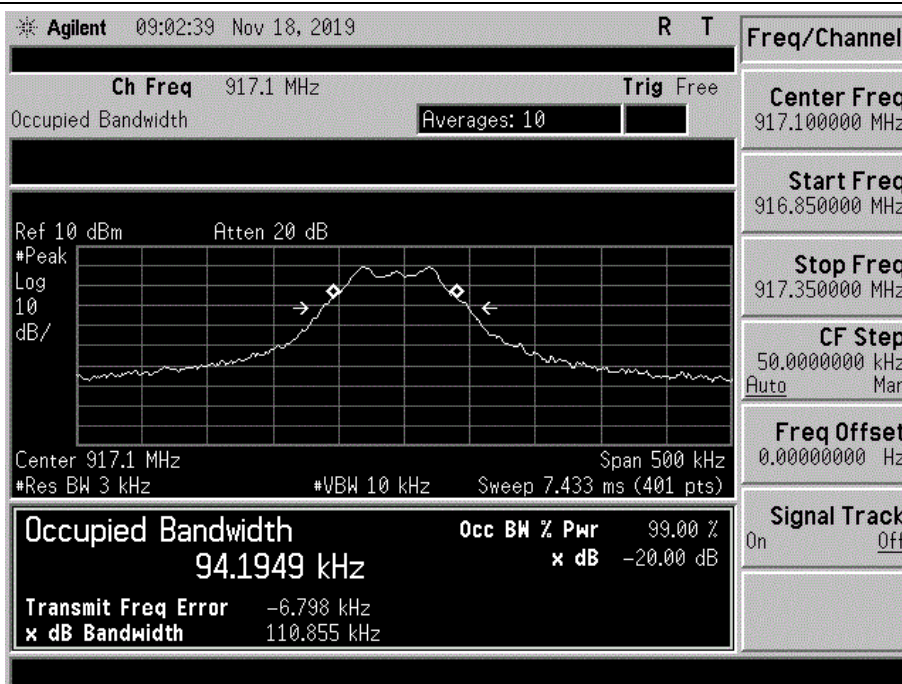 Agilent 09:02:39 Nov 18, 2019 R T
Ch Freq 917.1 MHz Trig Free
Occupied Bandwidth Averages: 10
Ref 10 dBm Atten 20 dB
#Peak
Log
10
dB/
Center 917.1 MHz Span 500 kHz
#Res BW 3 kHz #VBW 10 kHz Sweep 7.433 ms (401 pts)
Occupied Bandwidth Occ BW % Pwr 99.00 %
94.1949 kHz x dB -20.00 dB
Transmit Freq Error -6.798 kHz
x dB Bandwidth 110.855 kHz
Freq/Channel
Center Freq
917.100000 MHz
Start Freq
916.850000 MHz
Stop Freq
917.350000 MHz
CF Step
50.0000000 kHz
Auto Man
Freq Offset
0.00000000 Hz
Signal Track
On Off